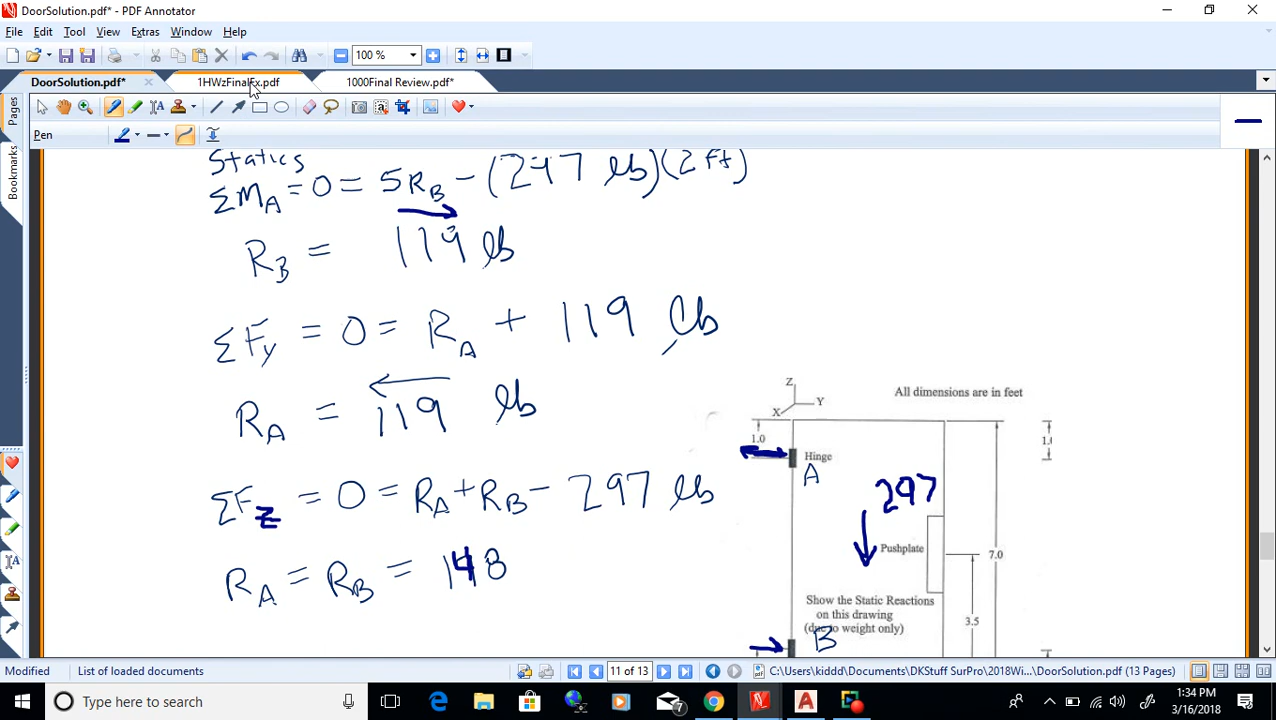 DoorSolution.pdf* - PDF Annotator
File Edit Tool View Extras Window Help
100 %
DoorSolution.pdf* 1HWzFinalFx.pdf 1000Final Review.pdf*
Pages
Bookmarks
Pen
Statics
ΣM_A = 0 = 5R_B - (297 lb)(2 ft)
R_B = 119 lb
ΣF_Y = 0 = R_A + 119 lb
R_A = 119 lb
ΣF_Z = 0 = R_A + R_B - 297 lb
R_A = R_B = 148
Z
Y
X
All dimensions are in feet
1.0
1.
Hinge
A
297
Pushplate
7.0
Show the Static Reactions
on this drawing
(due to weight only)
3.5
B
Modified List of loaded documents 11 of 13 C:\Users\kiddd\Documents\DKStuff SurPro\2018Wi...\DoorSolution.pdf (13 Pages)
Type here to search
7
1:34 PM
3/16/2018